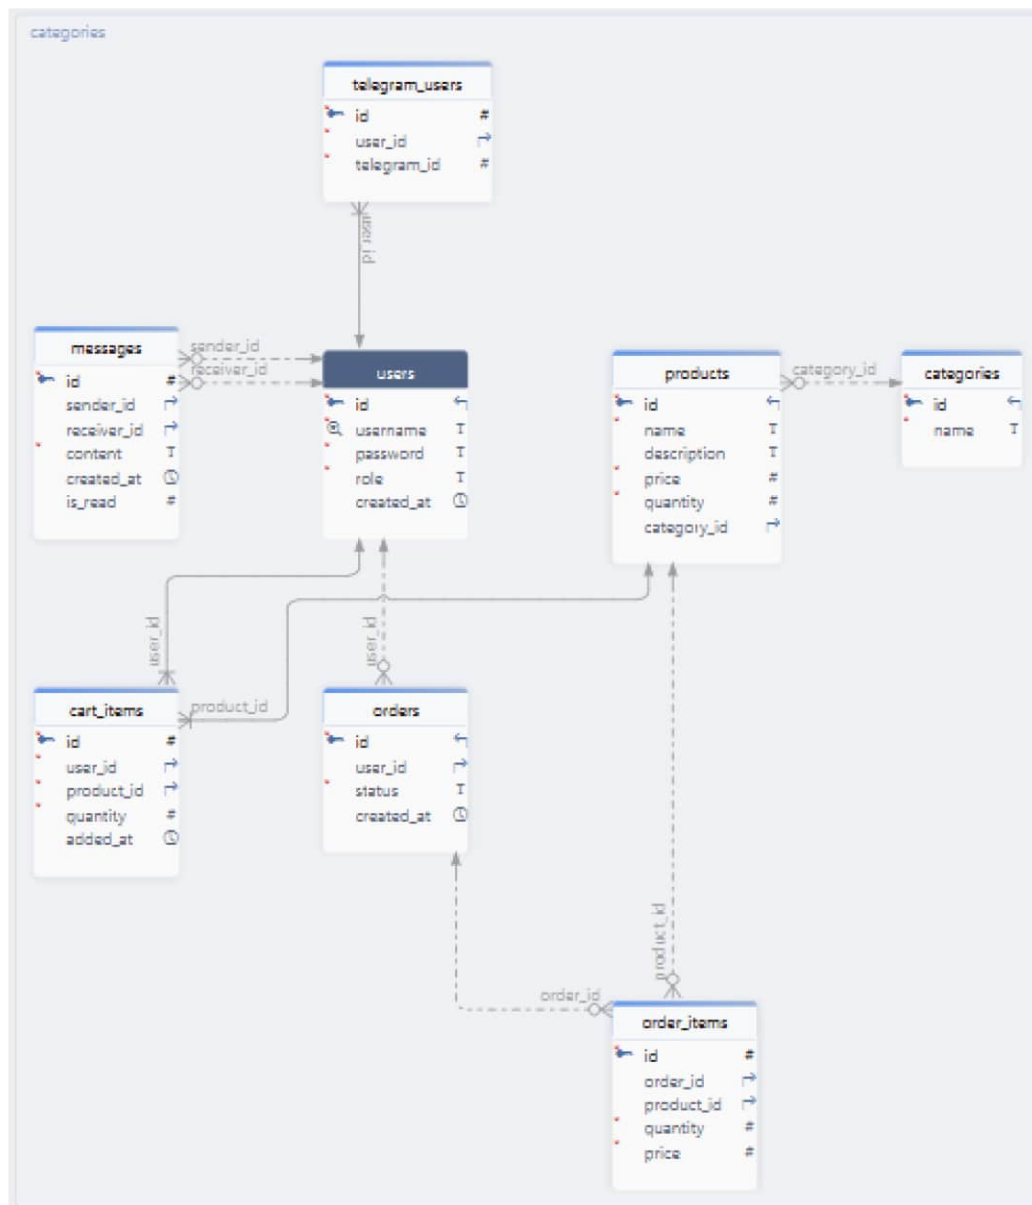 categories
telegram_users
id #
user_id
telegram_id #
user_id
messages
id #
sender_id
receiver_id
content T
created_at
is_read #
sender_id
receiver_id
users
id
username T
password T
role T
created_at
products
id
name T
description T
price #
quantity #
category_id
category_id
categories
id
name T
user_id
user_id
cart_items
id #
user_id
product_id
quantity #
added_at
product_id
orders
id
user_id
status T
created_at
product_id
order_id
order_items
id #
order_id
product_id
quantity #
price #